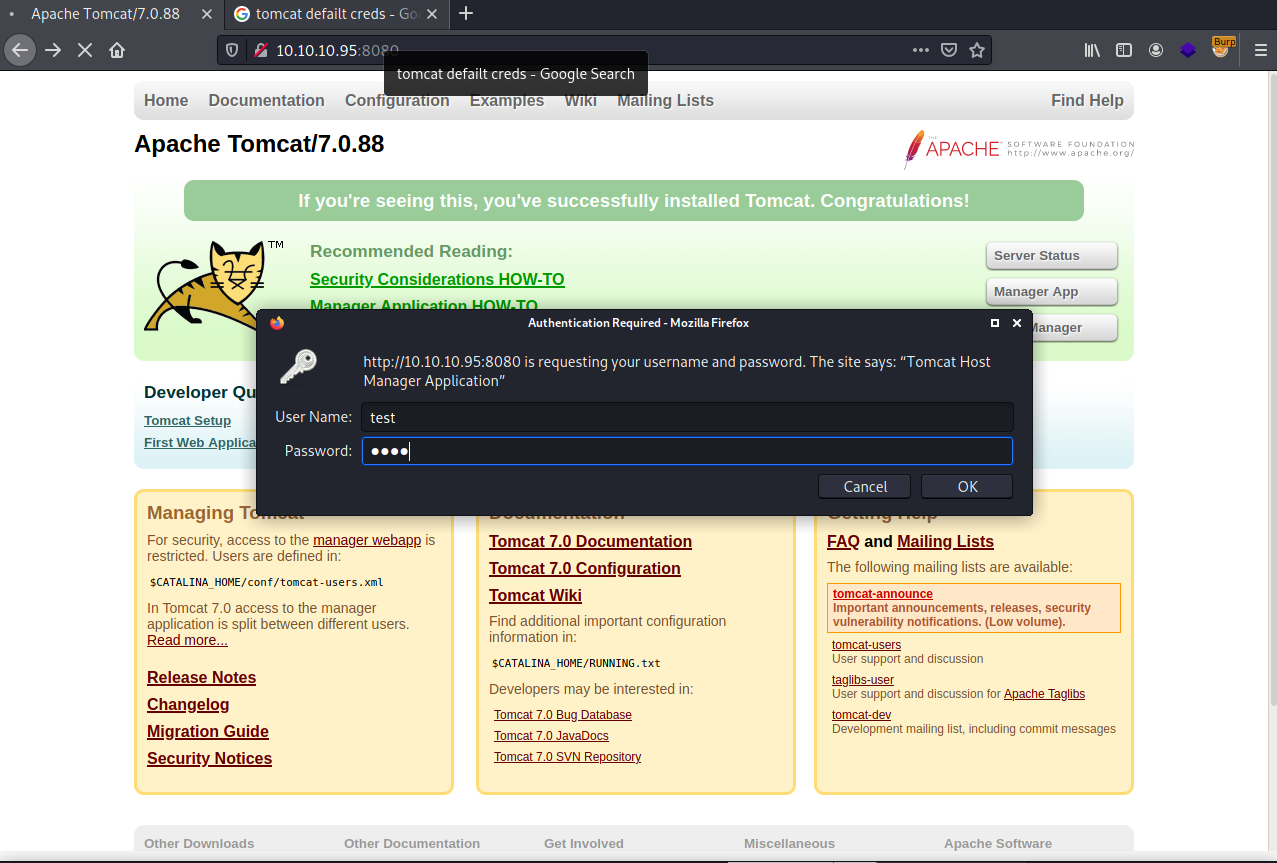 Apache Tomcat/7.0.88
tomcat defailt creds - Go
Burp
10.10.10.95:8080
tomcat defailt creds - Google Search
Home Documentation Configuration Examples Wiki Mailing Lists Find Help
Apache Tomcat/7.0.88
THE
APACHE
SOFTWARE FOUNDATION
http://www.apache.org/
If you're seeing this, you've successfully installed Tomcat. Congratulations!
TM
Recommended Reading:
Security Considerations HOW-TO
Manager Application HOW-TO
Server Status
Manager App
Manager
Authentication Required - Mozilla Firefox
http://10.10.10.95:8080 is requesting your username and password. The site says: “Tomcat Host
Manager Application”
User Name: test
Password: ●●●●
Cancel OK
Developer Qu
Tomcat Setup
First Web Applica
Managing Tomcat
For security, access to the manager webapp is
restricted. Users are defined in:
$CATALINA_HOME/conf/tomcat-users.xml
In Tomcat 7.0 access to the manager
application is split between different users.
Read more...
Release Notes
Changelog
Migration Guide
Security Notices
Documentation
Tomcat 7.0 Documentation
Tomcat 7.0 Configuration
Tomcat Wiki
Find additional important configuration
information in:
$CATALINA_HOME/RUNNING.txt
Developers may be interested in:
Tomcat 7.0 Bug Database
Tomcat 7.0 JavaDocs
Tomcat 7.0 SVN Repository
Getting Help
FAQ and Mailing Lists
The following mailing lists are available:
tomcat-announce
Important announcements, releases, security
vulnerability notifications. (Low volume).
tomcat-users
User support and discussion
taglibs-user
User support and discussion for Apache Taglibs
tomcat-dev
Development mailing list, including commit messages
Other Downloads Other Documentation Get Involved Miscellaneous Apache Software